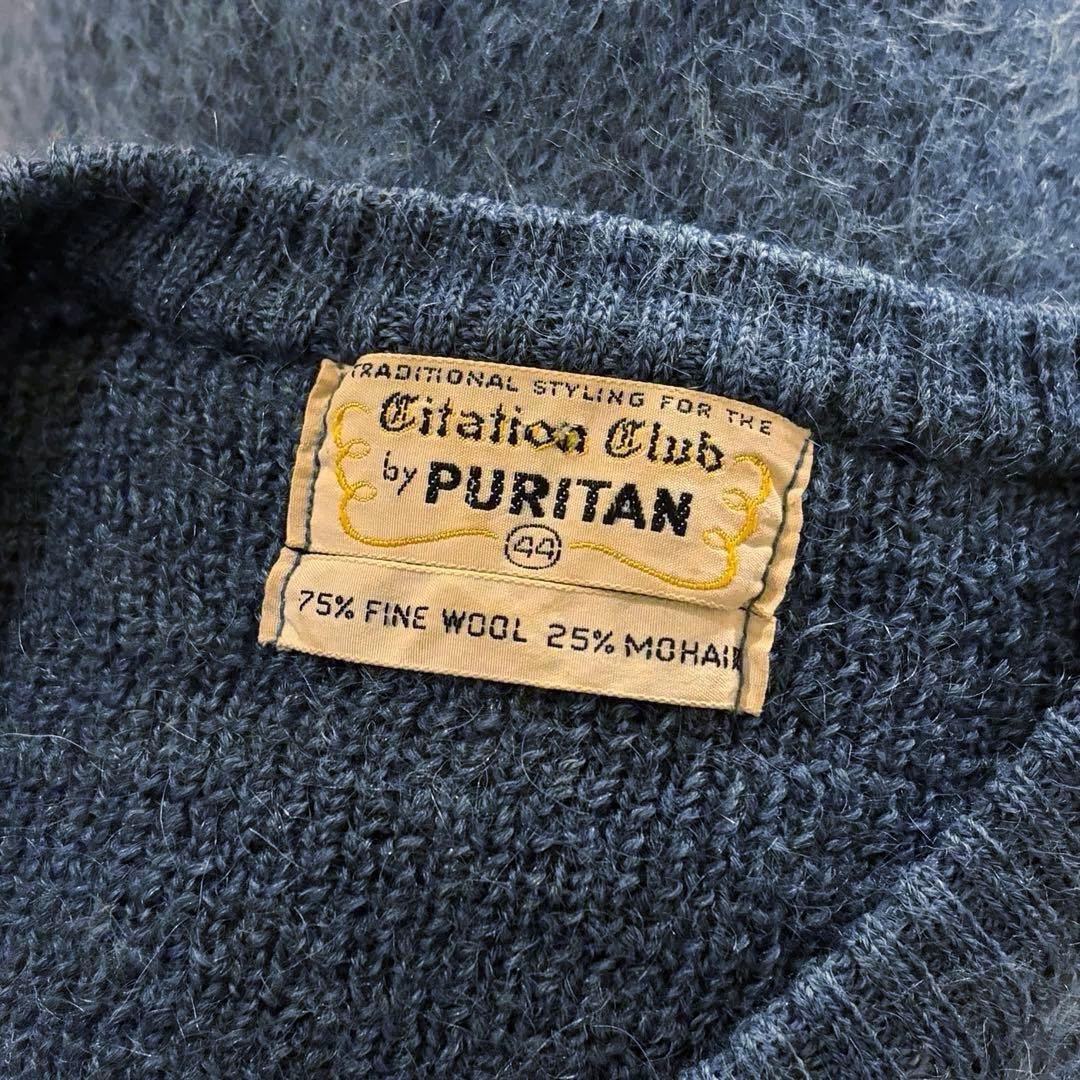 TRADITIONAL STYLING FOR THE
Citation Club
by PURITAN
44
75% FINE WOOL 25% MOHAIR